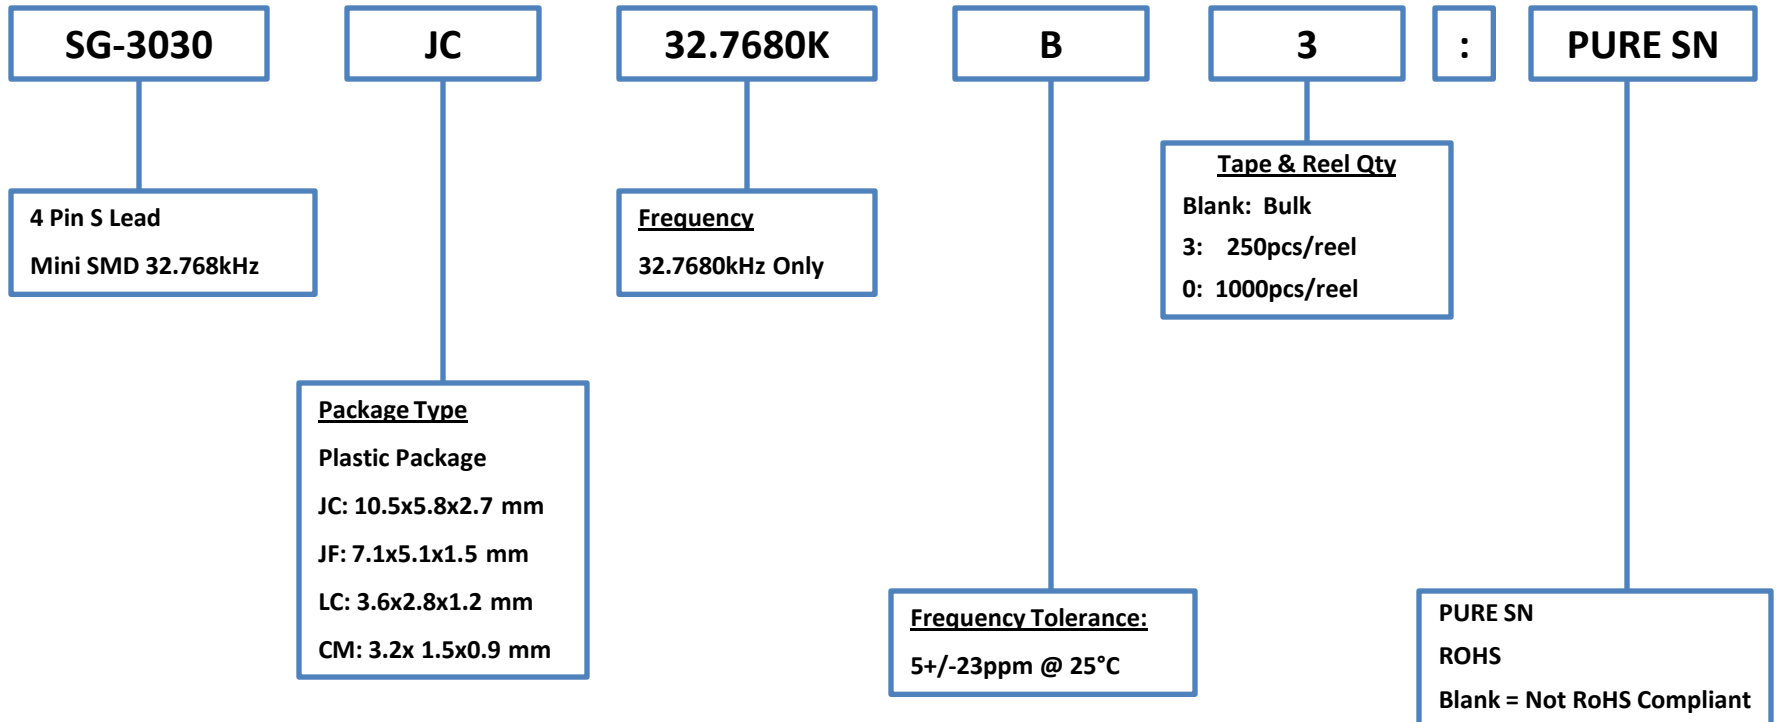 SG-3030 JC 32.7680K B 3 : PURE SN
4 Pin S Lead
Mini SMD 32.768kHz
Frequency
32.7680kHz Only
Tape & Reel Qty
Blank: Bulk
3: 250pcs/reel
0: 1000pcs/reel
Package Type
Plastic Package
JC: 10.5x5.8x2.7 mm
JF: 7.1x5.1x1.5 mm
LC: 3.6x2.8x1.2 mm
CM: 3.2x 1.5x0.9 mm
Frequency Tolerance:
5+/-23ppm @ 25°C
PURE SN
ROHS
Blank = Not RoHS Compliant